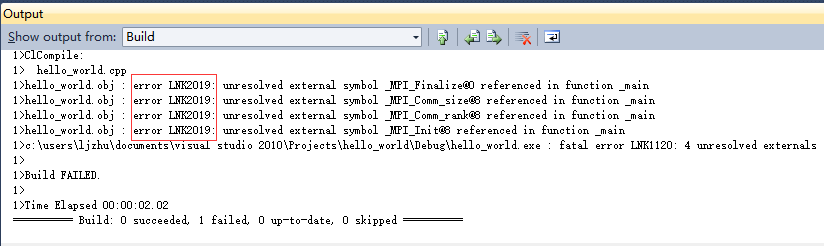 Output
Show output from: Build
1>ClCompile:
1>  hello_world.cpp
1>hello_world.obj : error LNK2019: unresolved external symbol _MPI_Finalize@0 referenced in function _main
1>hello_world.obj : error LNK2019: unresolved external symbol _MPI_Comm_size@8 referenced in function _main
1>hello_world.obj : error LNK2019: unresolved external symbol _MPI_Comm_rank@8 referenced in function _main
1>hello_world.obj : error LNK2019: unresolved external symbol _MPI_Init@8 referenced in function _main
1>c:\users\ljzhu\documents\visual studio 2010\Projects\hello_world\Debug\hello_world.exe : fatal error LNK1120: 4 unresolved externals
1>
1>Build FAILED.
1>
1>Time Elapsed 00:00:02.02
========== Build: 0 succeeded, 1 failed, 0 up-to-date, 0 skipped ==========